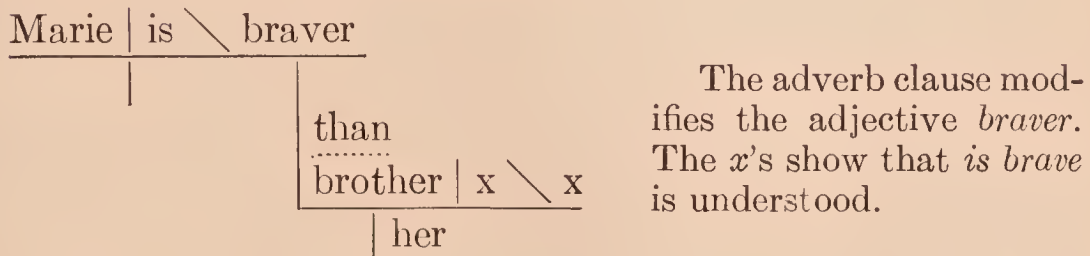 Marie | is \ braver
than
brother | x \ x
her
The adverb clause mod-
ifies the adjective braver.
The x's show that is brave
is understood.